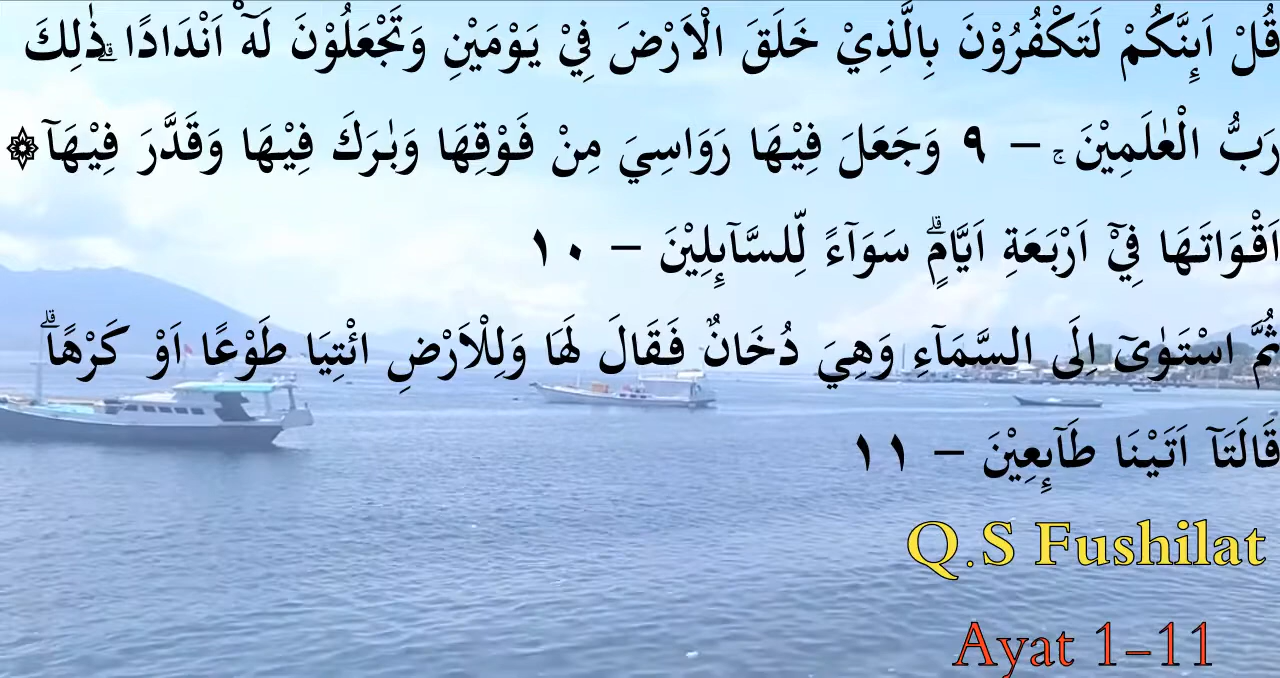 قُلْ اَىِٕنَّكُمْ لَتَكْفُرُوْنَ بِالَّذِيْ خَلَقَ الْاَرْضَ فِيْ يَوْمَيْنِ وَتَجْعَلُوْنَ لَهٗٓ اَنْدَادًا ۗذٰلِكَ
رَبُّ الْعٰلَمِيْنَ ۚ – ٩ وَجَعَلَ فِيْهَا رَوَاسِيَ مِنْ فَوْقِهَا وَبٰرَكَ فِيْهَا وَقَدَّرَ فِيْهَآ ۞
اَقْوَاتَهَا فِيْٓ اَرْبَعَةِ اَيَّامٍۗ سَوَاۤءً لِّلسَّاۤىِٕلِيْنَ – ١٠
ثُمَّ اسْتَوٰىٓ اِلَى السَّمَاۤءِ وَهِيَ دُخَانٌ فَقَالَ لَهَا وَلِلْاَرْضِ ائْتِيَا طَوْعًا اَوْ كَرْهًاۗ
قَالَتَآ اَتَيْنَا طَاۤىِٕعِيْنَ – ١١
Q.S Fushilat
Ayat 1-11